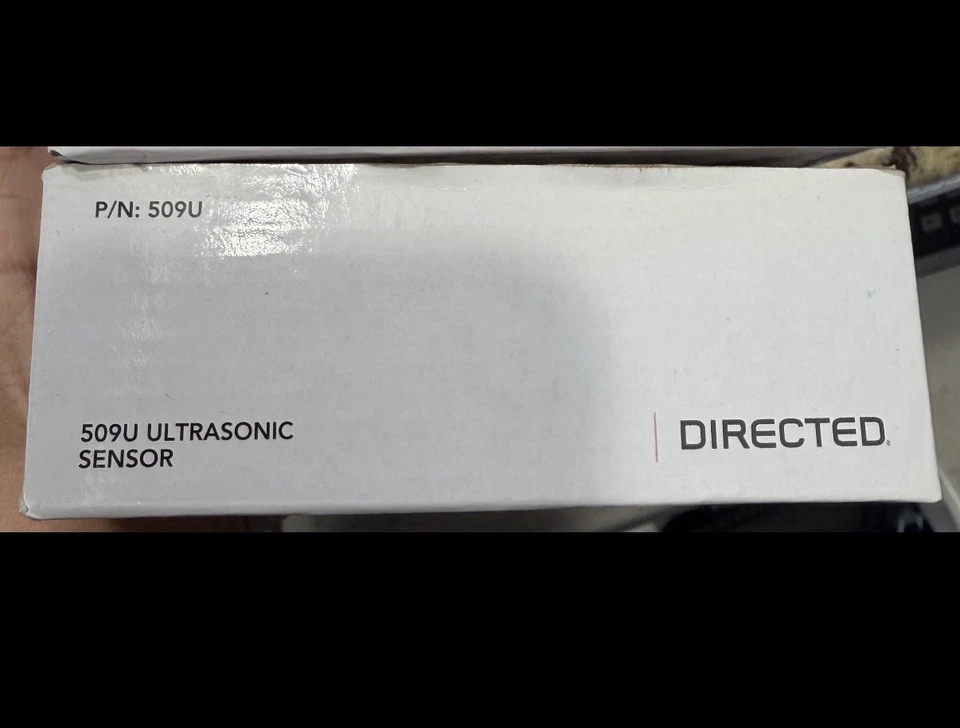 P/N: 509U
509U ULTRASONIC
SENSOR
DIRECTED®